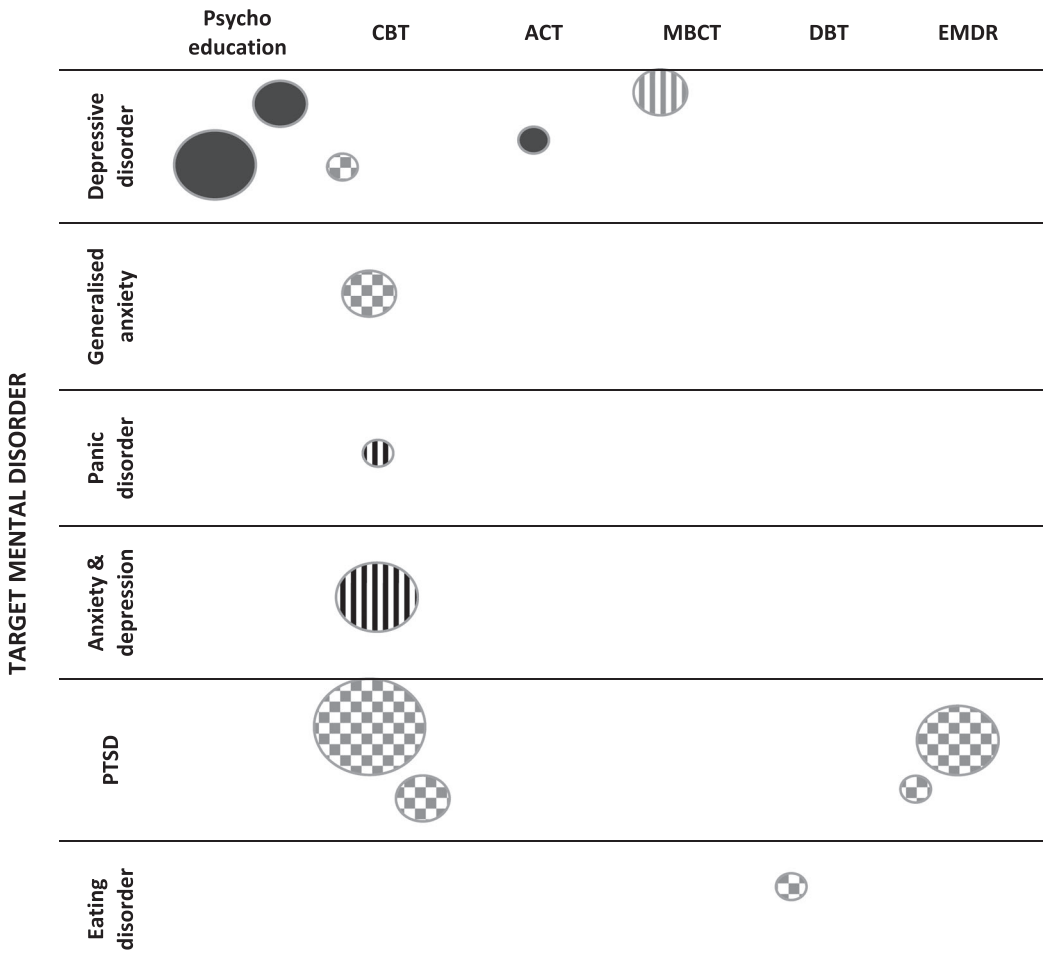 Psycho
education
CBT
ACT
MBCT
DBT
EMDR
TARGET MENTAL DISORDER
Depressive
disorder
Generalised
anxiety
Panic
disorder
Anxiety &
depression
PTSD
Eating
disorder